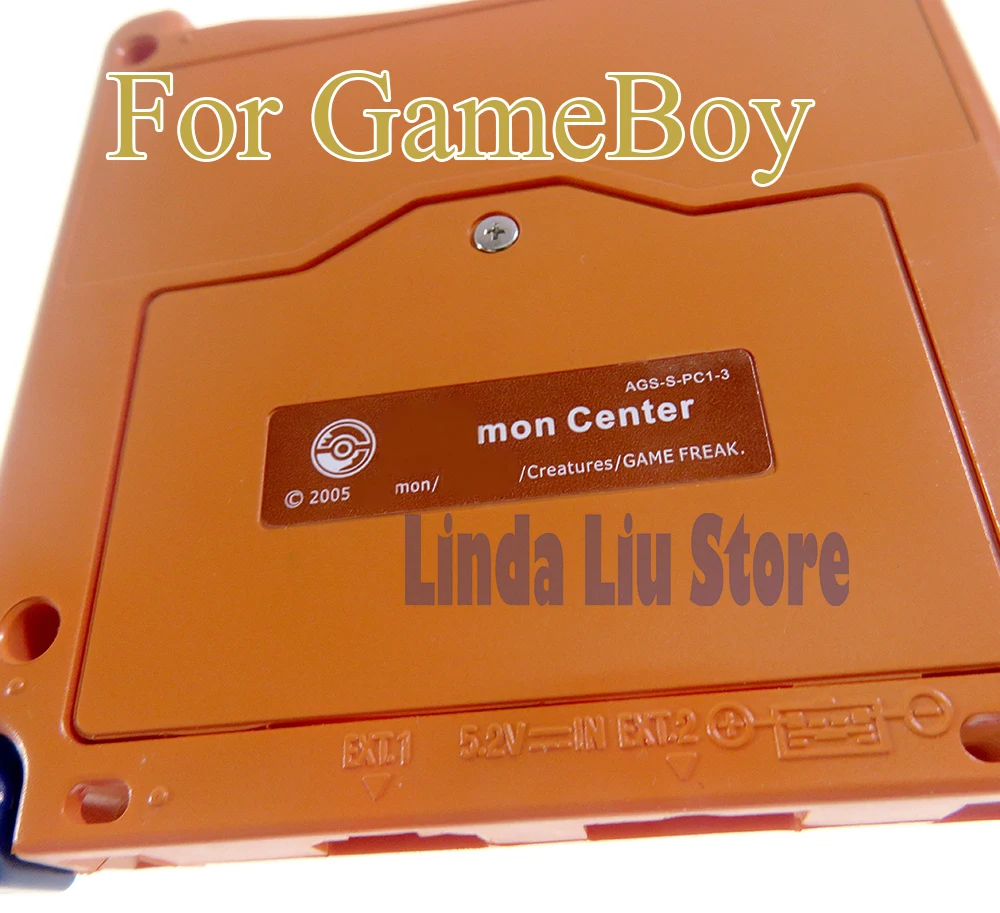 For GameBoy
AGS-S-PC1-3
mon Center
© 2005 mon/ /Creatures/GAME FREAK.
Linda Liu Store
EXT.1 5.2V IN EXT.2